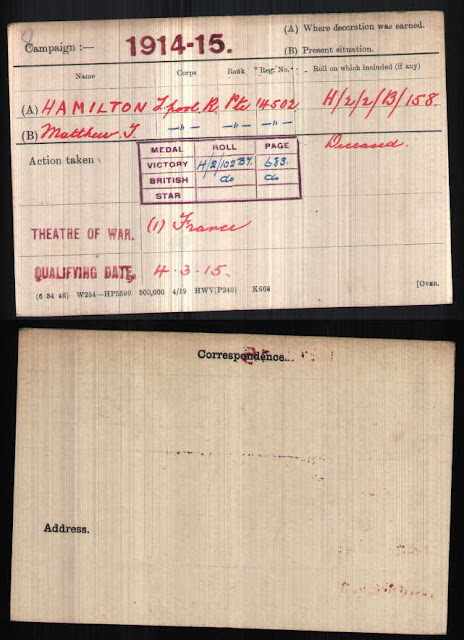 8
Campaign :— 1914-15.
(A) Where decoration was earned.
(B) Present situation.
Name Corps Rank Reg. No. Roll on which included (if any)
(A) HAMILTON L'pool. R. Pte 14502 H/2/2/B/158.
(B) Matthew J. —"— —"— —"— Deceased.
Action taken
MEDAL ROLL PAGE
VICTORY H/2/102B7. 683.
BRITISH do do
STAR
THEATRE OF WAR. (1) France
QUALIFYING DATE. 4.3.15.
(6 34 46) W234—HP5590 500,000 4/19 HWV(P240) K608 [OVER.
Correspondence.
Address.